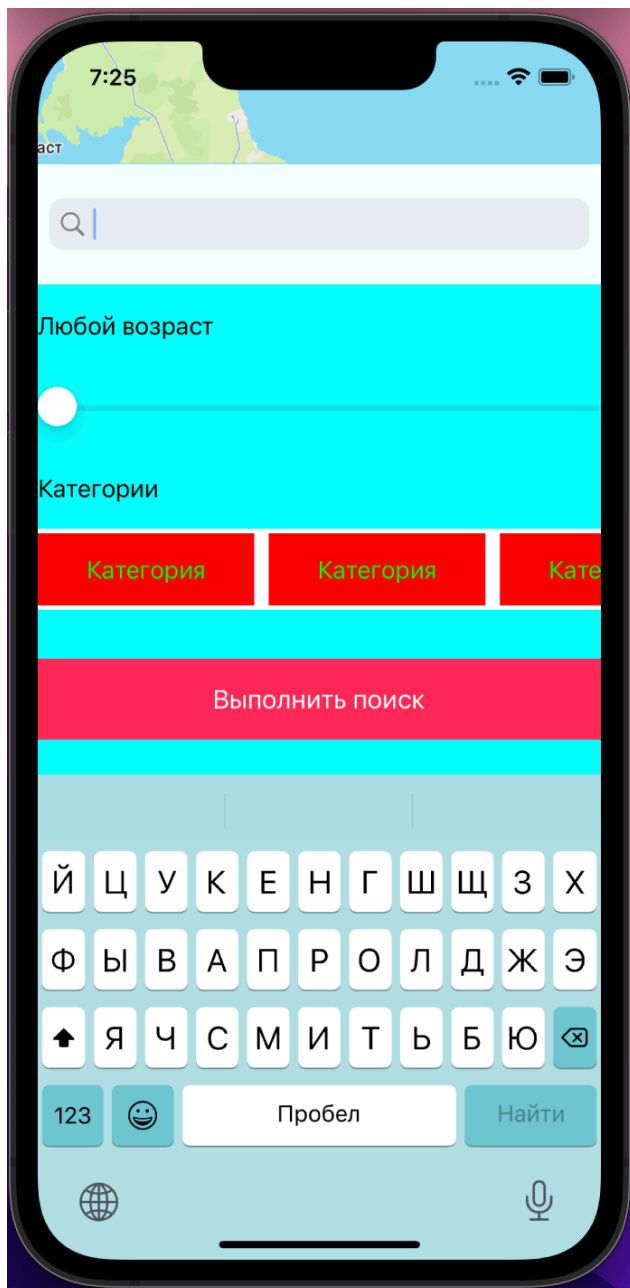 7:25
аст
Любой возраст
Категории
Категория Категория Кате
Выполнить поиск
Й Ц У К Е Н Г Ш Щ З Х
Ф Ы В А П Р О Л Д Ж Э
Я Ч С М И Т Ь Б Ю
123 Пробел Найти